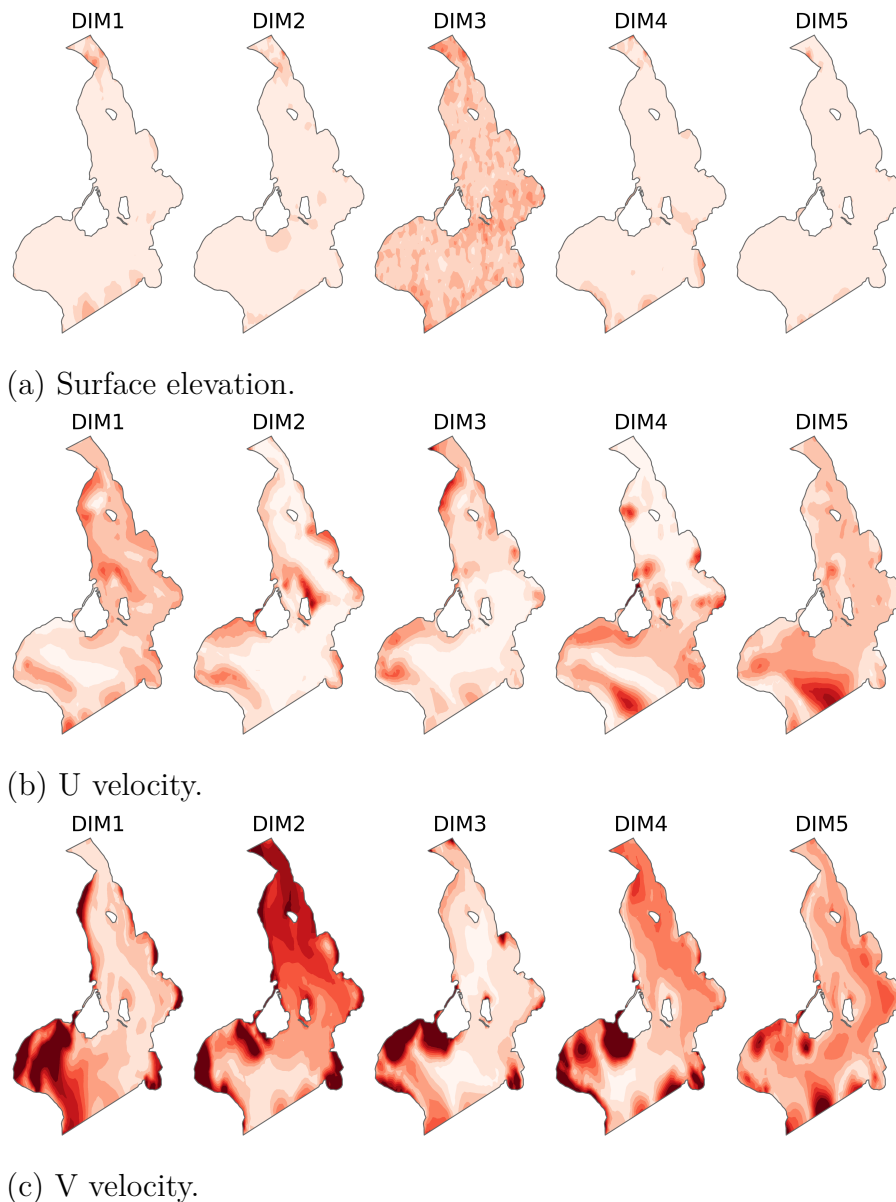 DIM1 DIM2 DIM3 DIM4 DIM5
(a) Surface elevation.
DIM1 DIM2 DIM3 DIM4 DIM5
(b) U velocity.
DIM1 DIM2 DIM3 DIM4 DIM5
(c) V velocity.